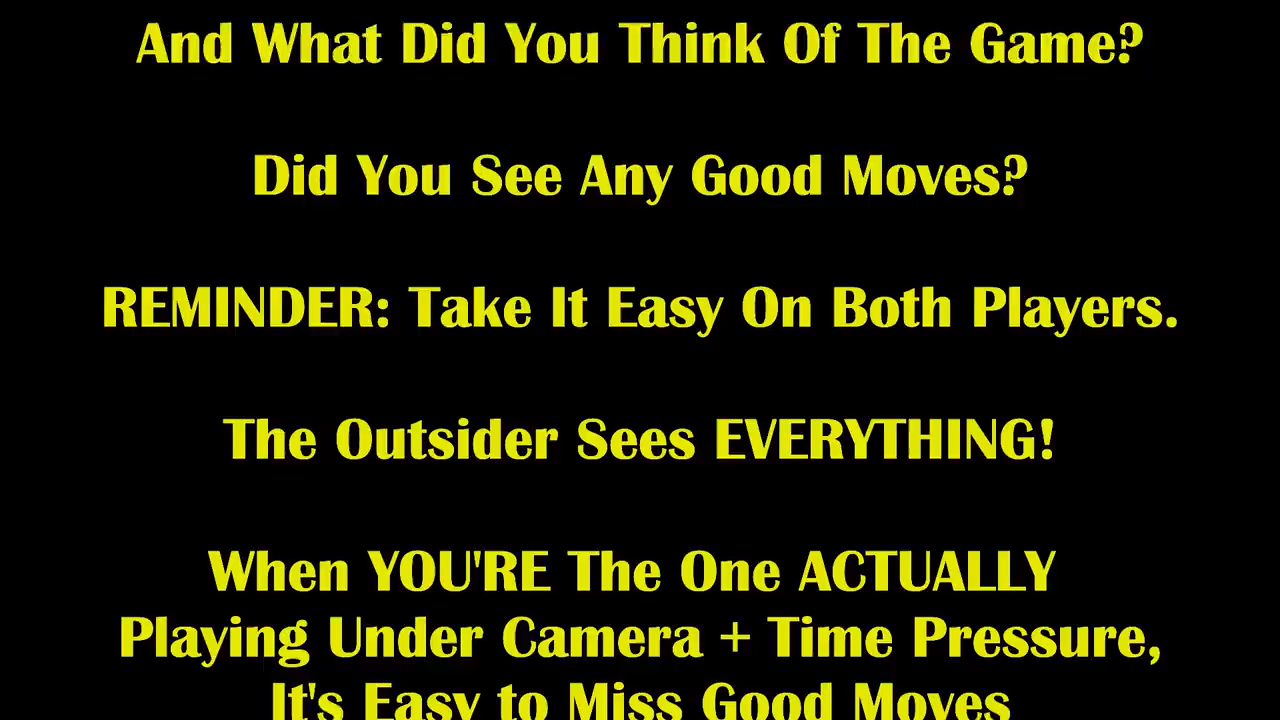 And What Did You Think Of The Game?
Did You See Any Good Moves?
REMINDER: Take It Easy On Both Players.
The Outsider Sees EVERYTHING!
When YOU'RE The One ACTUALLY
Playing Under Camera + Time Pressure,
It's Easy to Miss Good Moves